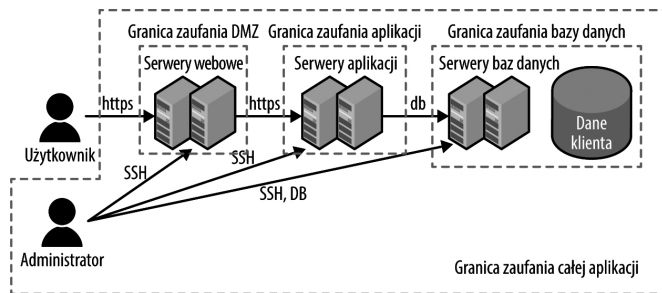 Granica zaufania DMZ
Granica zaufania aplikacji
Granica zaufania bazy danych
Serwery webowe
Serwery aplikacji
Serwery baz danych
https
https
db
Dane
klienta
Użytkownik
SSH
SSH
SSH, DB
Administrator
Granica zaufania całej aplikacji